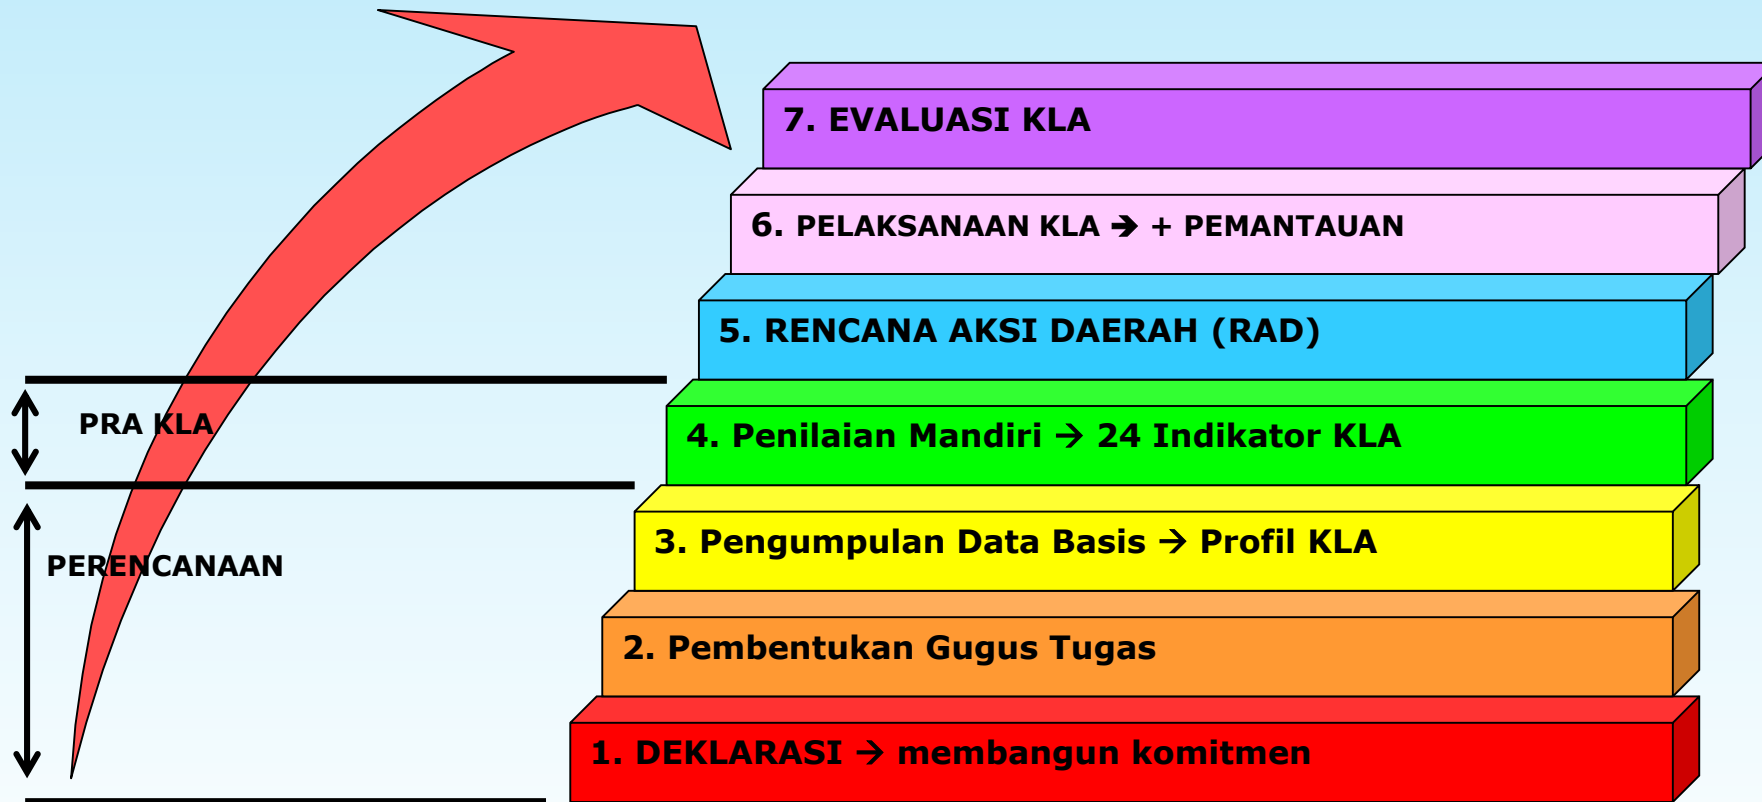 7. EVALUASI KLA
6. PELAKSANAAN KLA ➔ + PEMANTAUAN
5. RENCANA AKSI DAERAH (RAD)
PRA KLA
4. Penilaian Mandiri → 24 Indikator KLA
3. Pengumpulan Data Basis → Profil KLA
PERENCANAAN
2. Pembentukan Gugus Tugas
1. DEKLARASI → membangun komitmen